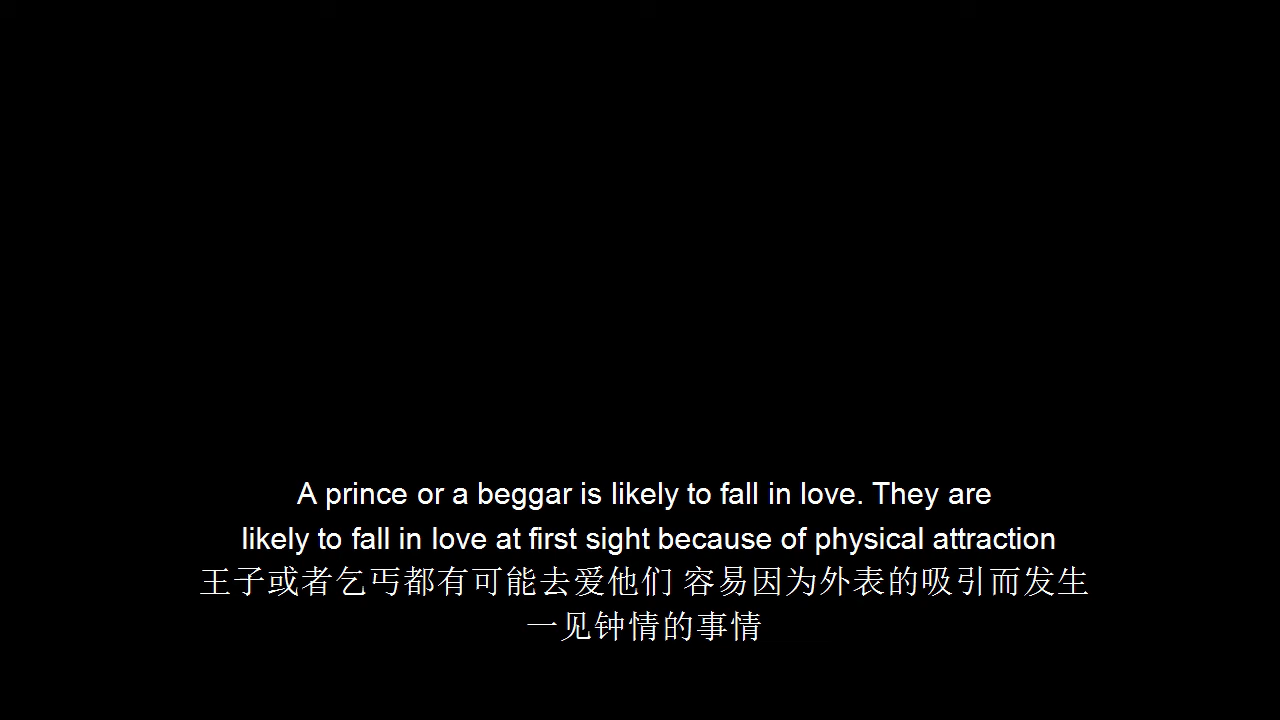 A prince or a beggar is likely to fall in love. They are
likely to fall in love at first sight because of physical attraction
王子或者乞丐都有可能去爱他们 容易因为外表的吸引而发生
一见钟情的事情